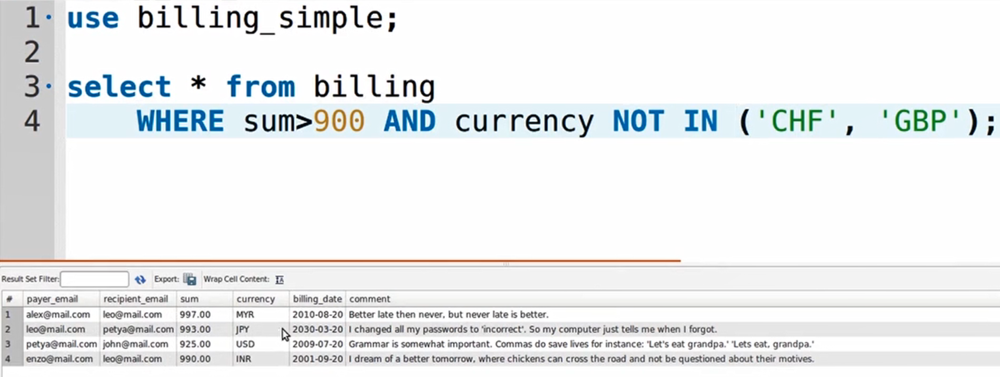 1 use billing_simple;
2
3 select * from billing
4 WHERE sum>900 AND currency NOT IN ('CHF', 'GBP');
Result Set Filter: Export: Wrap Cell Content:
# payer_email recipient_email sum currency billing_date comment
1 alex@mail.com leo@mail.com 997.00 MYR 2010-08-20 Better late then never, but never late is better.
2 leo@mail.com petya@mail.com 993.00 JPY 2030-03-20 I changed all my passwords to 'incorrect'. So my computer just tells me when I forgot.
3 petya@mail.com john@mail.com 925.00 USD 2009-07-20 Grammar is somewhat important. Commas do save lives for instance: 'Let's eat grandpa.' 'Lets eat, grandpa.'
4 enzo@mail.com leo@mail.com 990.00 INR 2001-09-20 I dream of a better tomorrow, where chickens can cross the road and not be questioned about their motives.